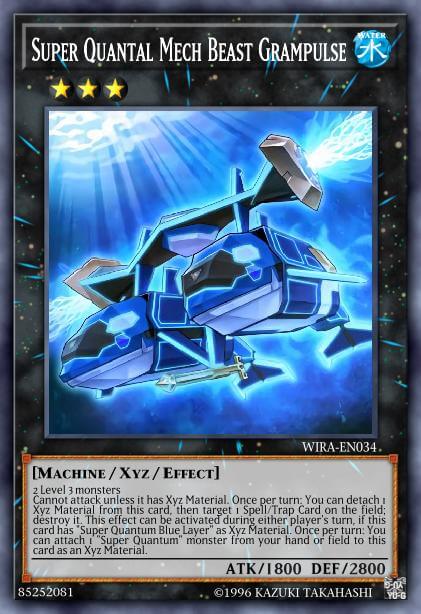 SUPER QUANTAL MECH BEAST GRAMPULSE
WATER
水
WIRA-EN034
[MACHINE / XYZ / EFFECT]
2 Level 3 monsters
Cannot attack unless it has Xyz Material. Once per turn: You can detach 1
Xyz Material from this card, then target 1 Spell/Trap Card on the field;
destroy it. This effect can be activated during either player's turn, if this
card has "Super Quantum Blue Layer" as Xyz Material. Once per turn: You
can attach 1 "Super Quantum" monster from your hand or field to this
card as an Xyz Material.
ATK/1800 DEF/2800
85252081
©1996 KAZUKI TAKAHASHI